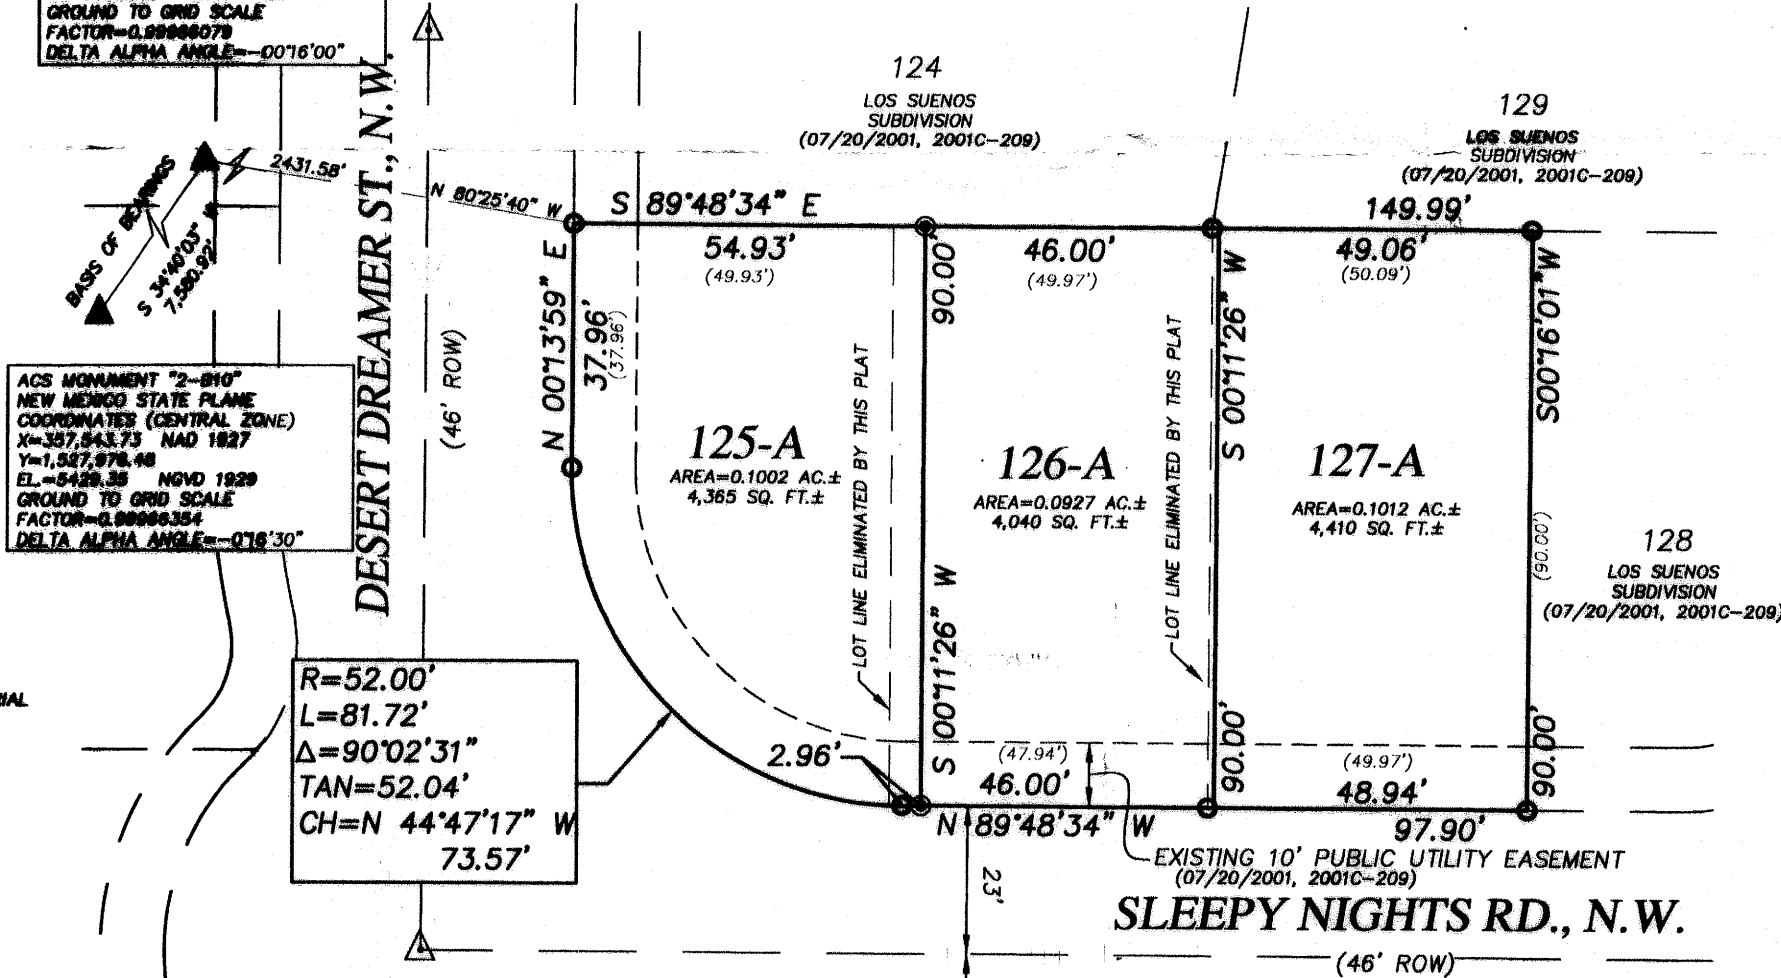 GROUND TO GRID SCALE
FACTOR=0.99966079
DELTA ALPHA ANGLE=-00°16'00"
DESERT DREAMER ST., N.W.
(46' ROW)
124
LOS SUENOS
SUBDIVISION
(07/20/2001, 2001C-209)
129
LOS SUENOS
SUBDIVISION
(07/20/2001, 2001C-209)
2431.58'
N 80°25'40" W
BASIS OF BEARINGS
S 34°40'03" W
7,580.92'
S 89°48'34" E
149.99'
54.93'
(49.93')
46.00'
(49.97')
49.06'
(50.09')
N 00°13'59" E
37.96'
(37.96')
90.00'
S 00°11'26" W
S 00°11'26" W
90.00'
S00°16'01"W
(90.00')
90.00'
ACS MONUMENT "2-B10"
NEW MEXICO STATE PLANE
COORDINATES (CENTRAL ZONE)
X=357,543.73 NAD 1927
Y=1,527,976.48
EL.=5429.35 NGVD 1929
GROUND TO GRID SCALE
FACTOR=0.99966354
DELTA ALPHA ANGLE=-0°16'30"
125-A
AREA=0.1002 AC.±
4,365 SQ. FT.±
LOT LINE ELIMINATED BY THIS PLAT
126-A
AREA=0.0927 AC.±
4,040 SQ. FT.±
LOT LINE ELIMINATED BY THIS PLAT
127-A
AREA=0.1012 AC.±
4,410 SQ. FT.±
128
LOS SUENOS
SUBDIVISION
(07/20/2001, 2001C-209)
R=52.00'
L=81.72'
Δ=90°02'31"
TAN=52.04'
CH=N 44°47'17" W
73.57'
2.96'
(47.94')
46.00'
(49.97')
48.94'
N 89°48'34" W
97.90'
EXISTING 10' PUBLIC UTILITY EASEMENT
(07/20/2001, 2001C-209)
23'
SLEEPY NIGHTS RD., N.W.
(46' ROW)